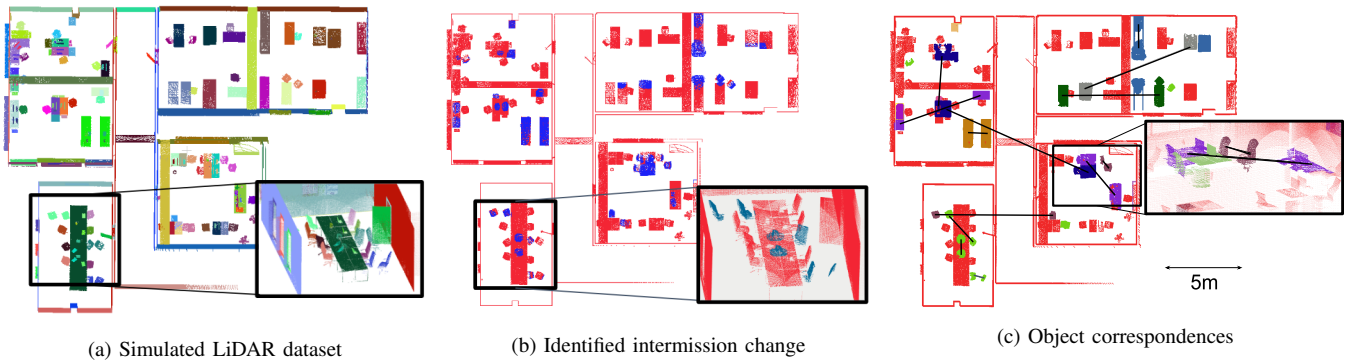 5m
(a) Simulated LiDAR dataset
(b) Identified intermission change
(c) Object correspondences